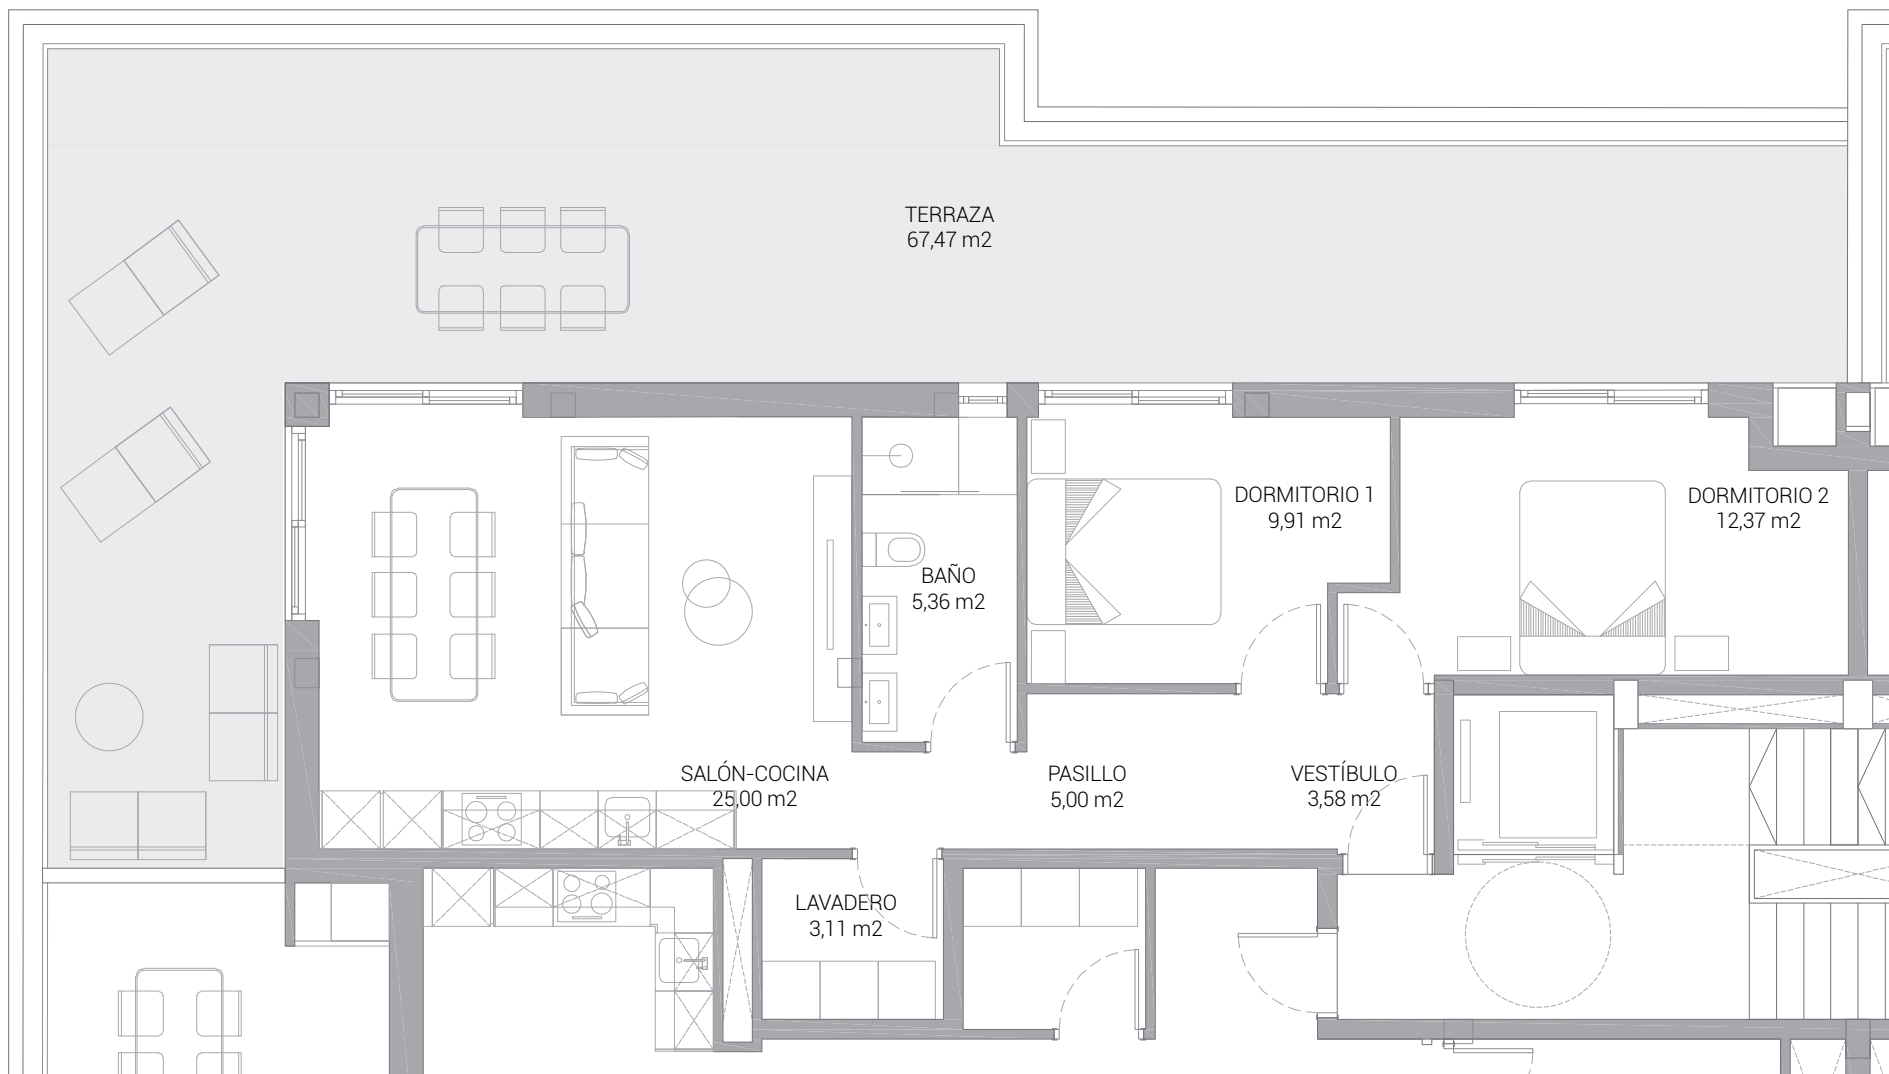 TERRAZA
67,47 m2
DORMITORIO 1
9,91 m2
DORMITORIO 2
12,37 m2
BAÑO
5,36 m2
SALÓN-COCINA
25,00 m2
PASILLO
5,00 m2
VESTÍBULO
3,58 m2
LAVADERO
3,11 m2